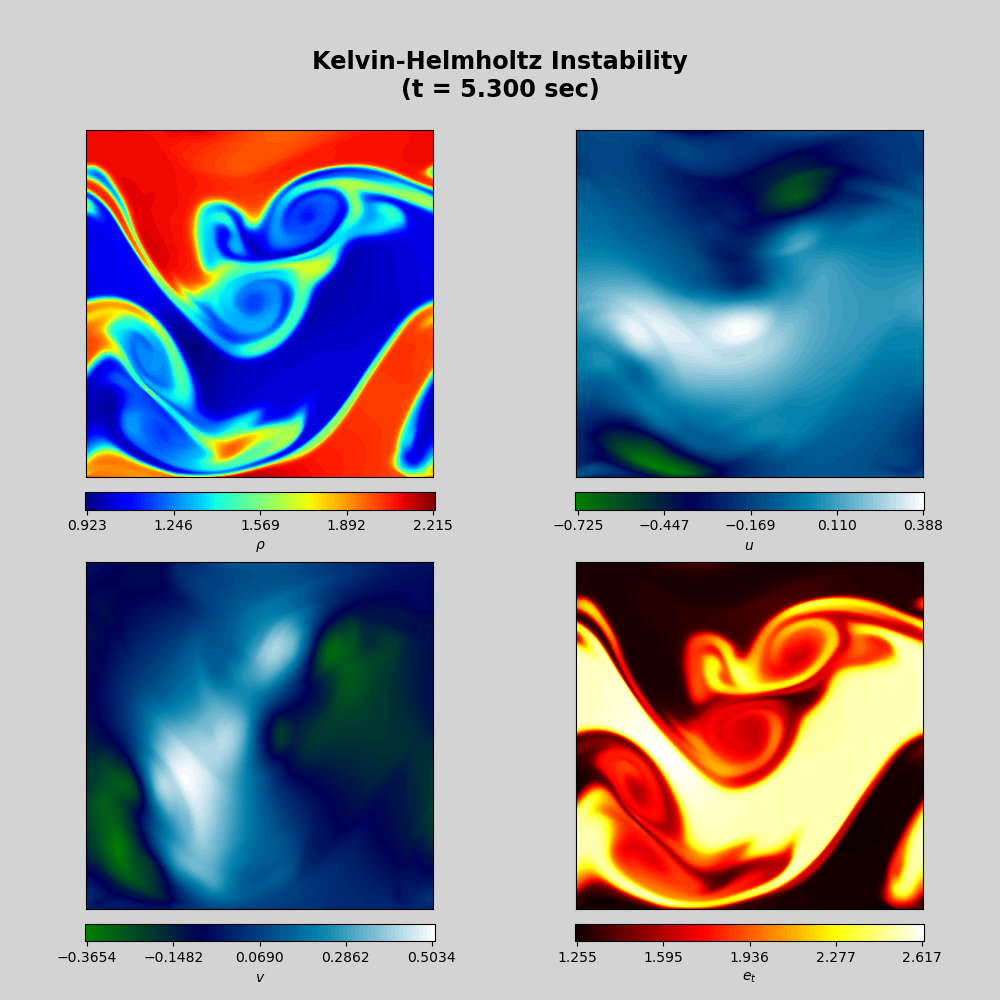 Kelvin-Helmholtz Instability
(t = 5.300 sec)
0.923 1.246 1.569 1.892 2.215
ρ
−0.725 −0.447 −0.169 0.110 0.388
u
−0.3654 −0.1482 0.0690 0.2862 0.5034
v
1.255 1.595 1.936 2.277 2.617
e_t